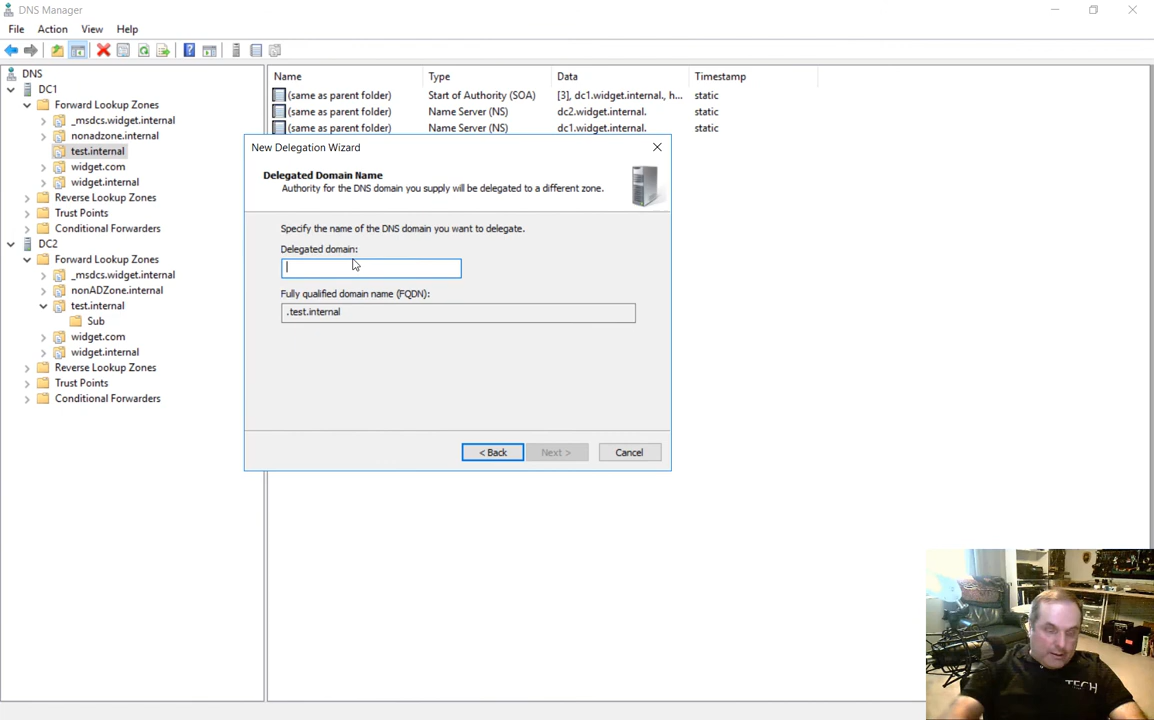 DNS Manager
File Action View Help
DNS
DC1
Forward Lookup Zones
_msdcs.widget.internal
nonadzone.internal
test.internal
widget.com
widget.internal
Reverse Lookup Zones
Trust Points
Conditional Forwarders
DC2
Forward Lookup Zones
_msdcs.widget.internal
nonADZone.internal
test.internal
Sub
widget.com
widget.internal
Reverse Lookup Zones
Trust Points
Conditional Forwarders
Name Type Data Timestamp
(same as parent folder) Start of Authority (SOA) [3], dc1.widget.internal., h... static
(same as parent folder) Name Server (NS) dc2.widget.internal. static
(same as parent folder) Name Server (NS) dc1.widget.internal. static
New Delegation Wizard
Delegated Domain Name
Authority for the DNS domain you supply will be delegated to a different zone.
Specify the name of the DNS domain you want to delegate.
Delegated domain:
Fully qualified domain name (FQDN):
.test.internal
< Back Next > Cancel
TECH